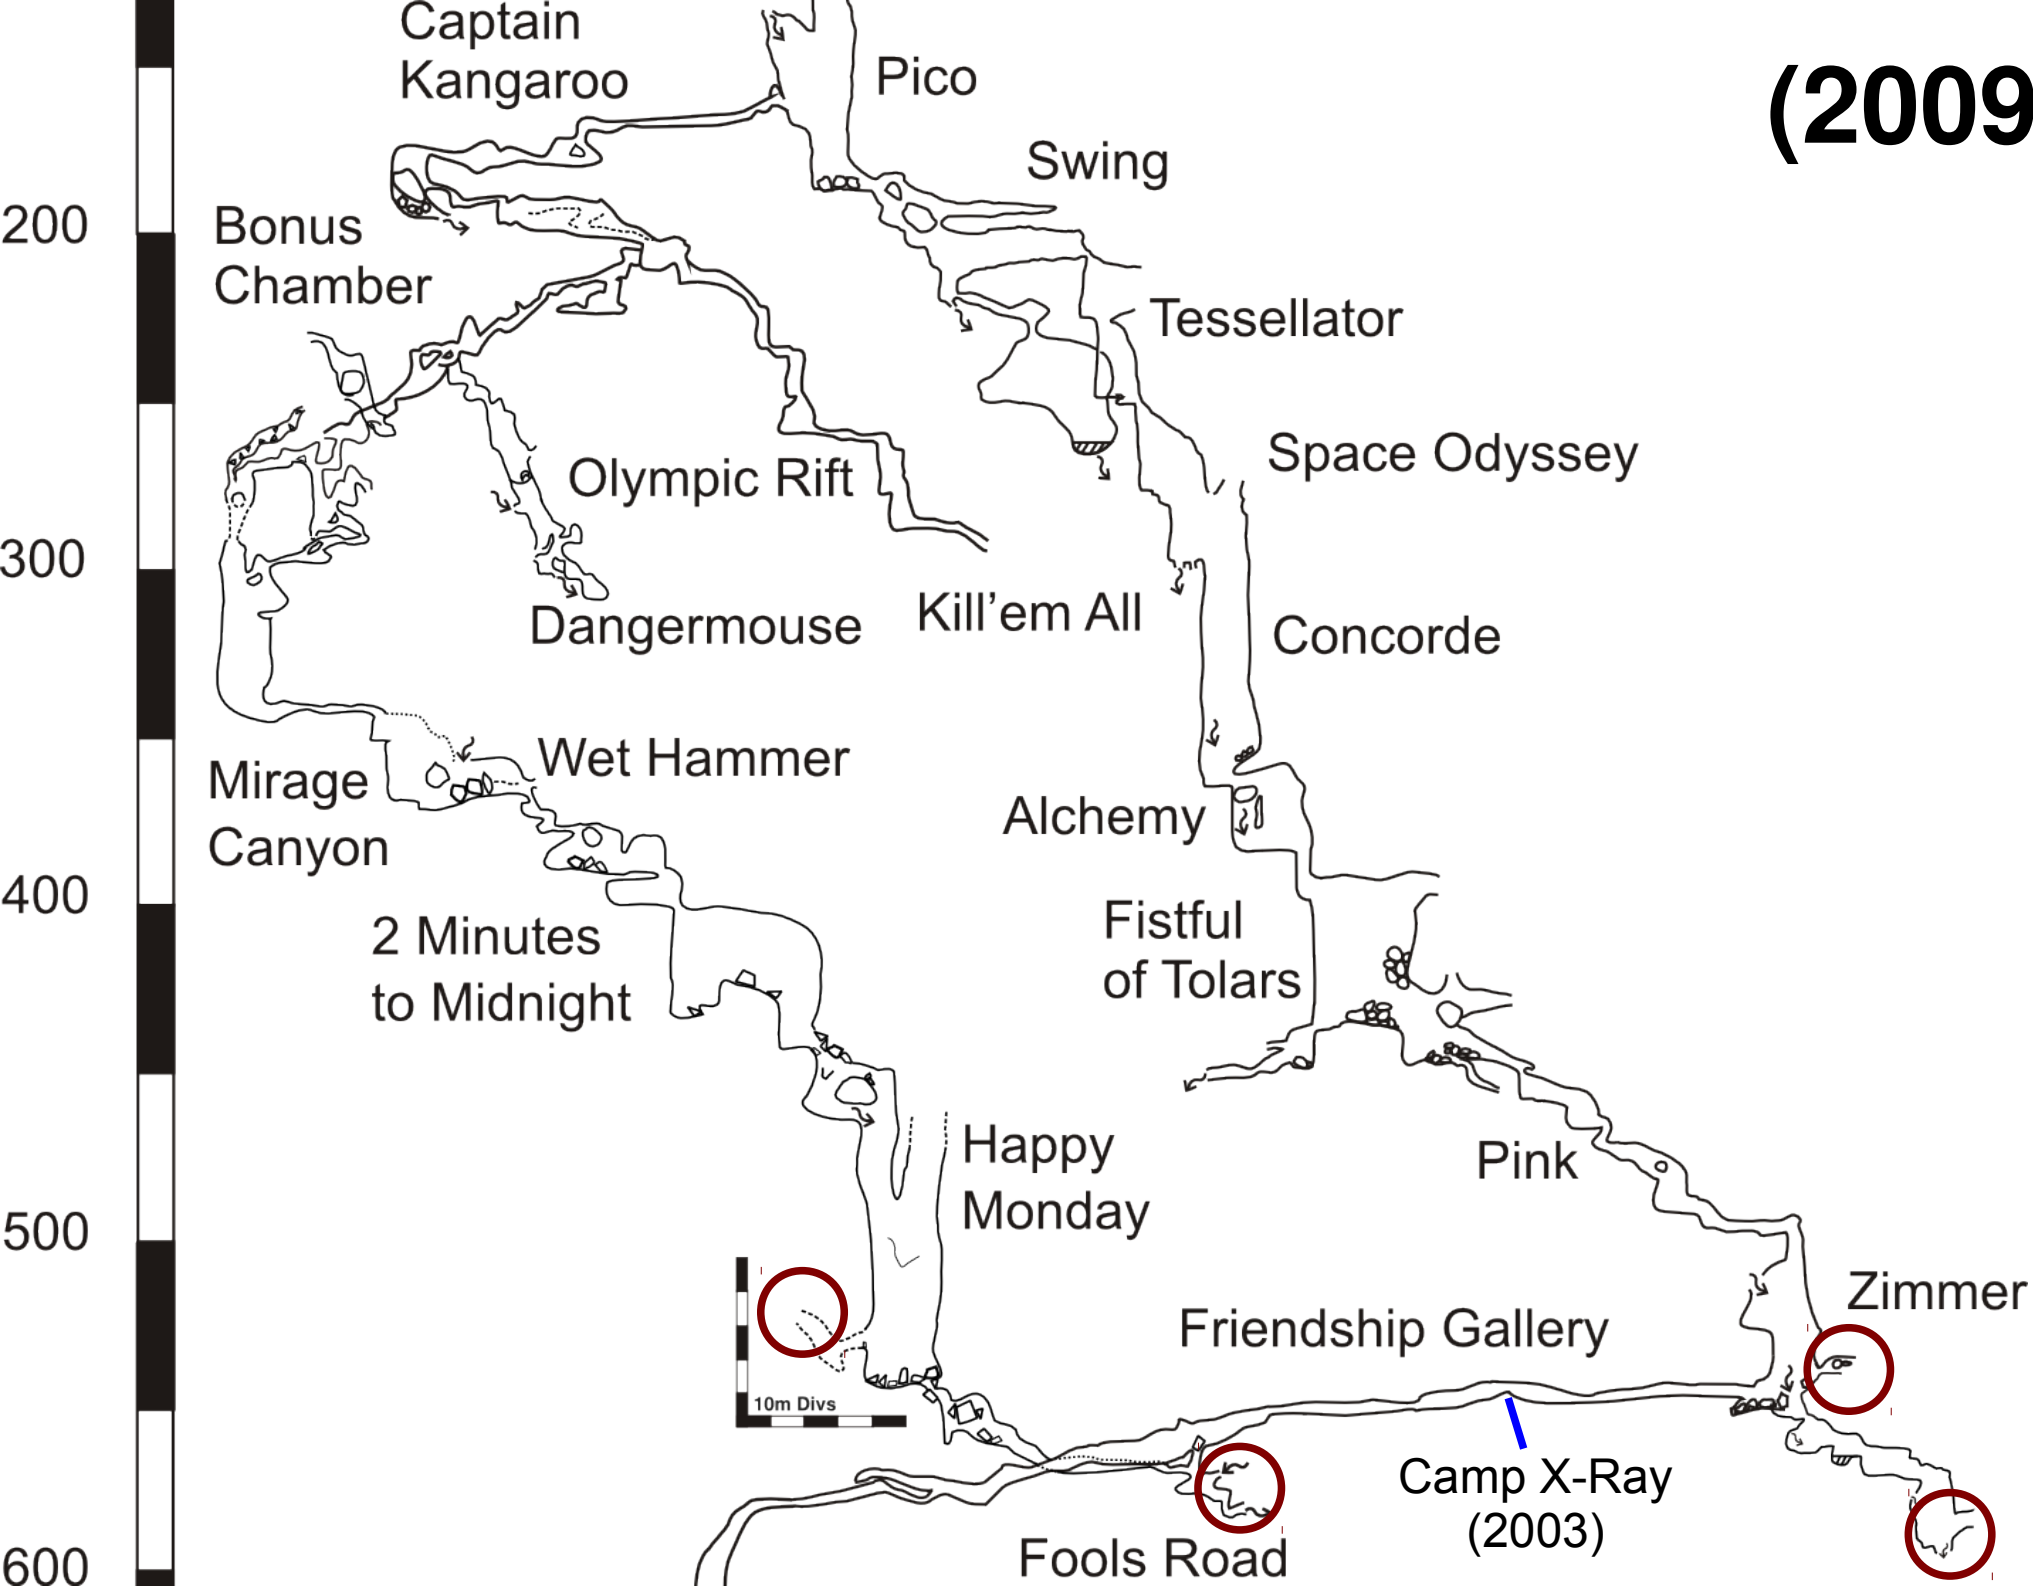 Captain
Kangaroo
Pico
(2009
Swing
200
Bonus
Chamber
Tessellator
Olympic Rift
Space Odyssey
300
Dangermouse
Kill'em All
Concorde
Mirage
Canyon
Wet Hammer
Alchemy
400
2 Minutes
to Midnight
Fistful
of Tolars
Pink
Happy
Monday
500
Zimmer
Friendship Gallery
10m Divs
Camp X-Ray
(2003)
Fools Road
600